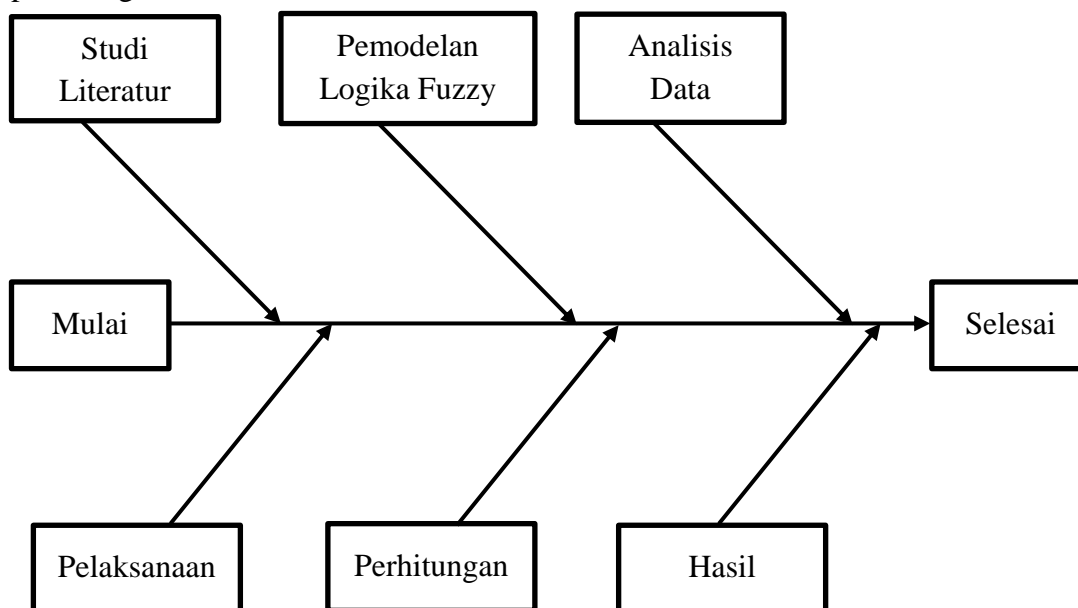 Studi
Literatur
Pemodelan
Logika Fuzzy
Analisis
Data
Mulai
Selesai
Pelaksanaan
Perhitungan
Hasil